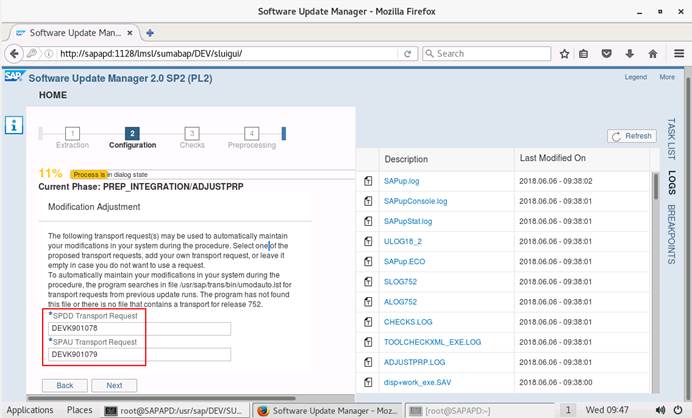 Software Update Manager - Mozilla Firefox
Software Update Ma...
http://sapapd:1128/lmsl/sumabap/DEV/sluigui/
Search
SAP
Software Update Manager 2.0 SP2 (PL2)
Legend
More
HOME
1
2
3
4
Extraction
Configuration
Checks
Preprocessing
11%
Process is in dialog state
Current Phase: PREP_INTEGRATION/ADJUSTPRP
Modification Adjustment
The following transport request(s) may be used to automatically maintain
your modifications in your system during the procedure. Select one of the
proposed transport requests, add your own transport request, or leave it
empty in case you do not want to use a request.
To automatically maintain your modifications in your system during the
procedure, the program searches in file /usr/sap/trans/bin/umodauto.lst for
transport requests from previous update runs. The program has not found
this file or there is no file that contains a transport for release 752.
*SPDD Transport Request
DEVK901078
*SPAU Transport Request
DEVK901079
Back
Next
Refresh
Description
Last Modified On
SAPup.log
2018.06.06 - 09:38:02
SAPupConsole.log
2018.06.06 - 09:38:01
SAPupStat.log
2018.06.06 - 09:38:01
ULOG18_2
2018.06.06 - 09:38:01
SAPup.ECO
2018.06.06 - 09:38:01
SLOG752
2018.06.06 - 09:38:01
ALOG752
2018.06.06 - 09:38:01
CHECKS.LOG
2018.06.06 - 09:38:01
TOOLCHECKXML_EXE.LOG
2018.06.06 - 09:38:01
ADJUSTPRP.LOG
2018.06.06 - 09:38:01
disp+work_exe.SAV
2018.06.06 - 09:38:00
TASK LIST
LOGS
BREAKPOINTS
Applications
Places
root@SAPAPD:/usr/sap/DEV/SU...
Software Update Manager - Mozill...
[root@SAPAPD:~]
1
Wed 09:47